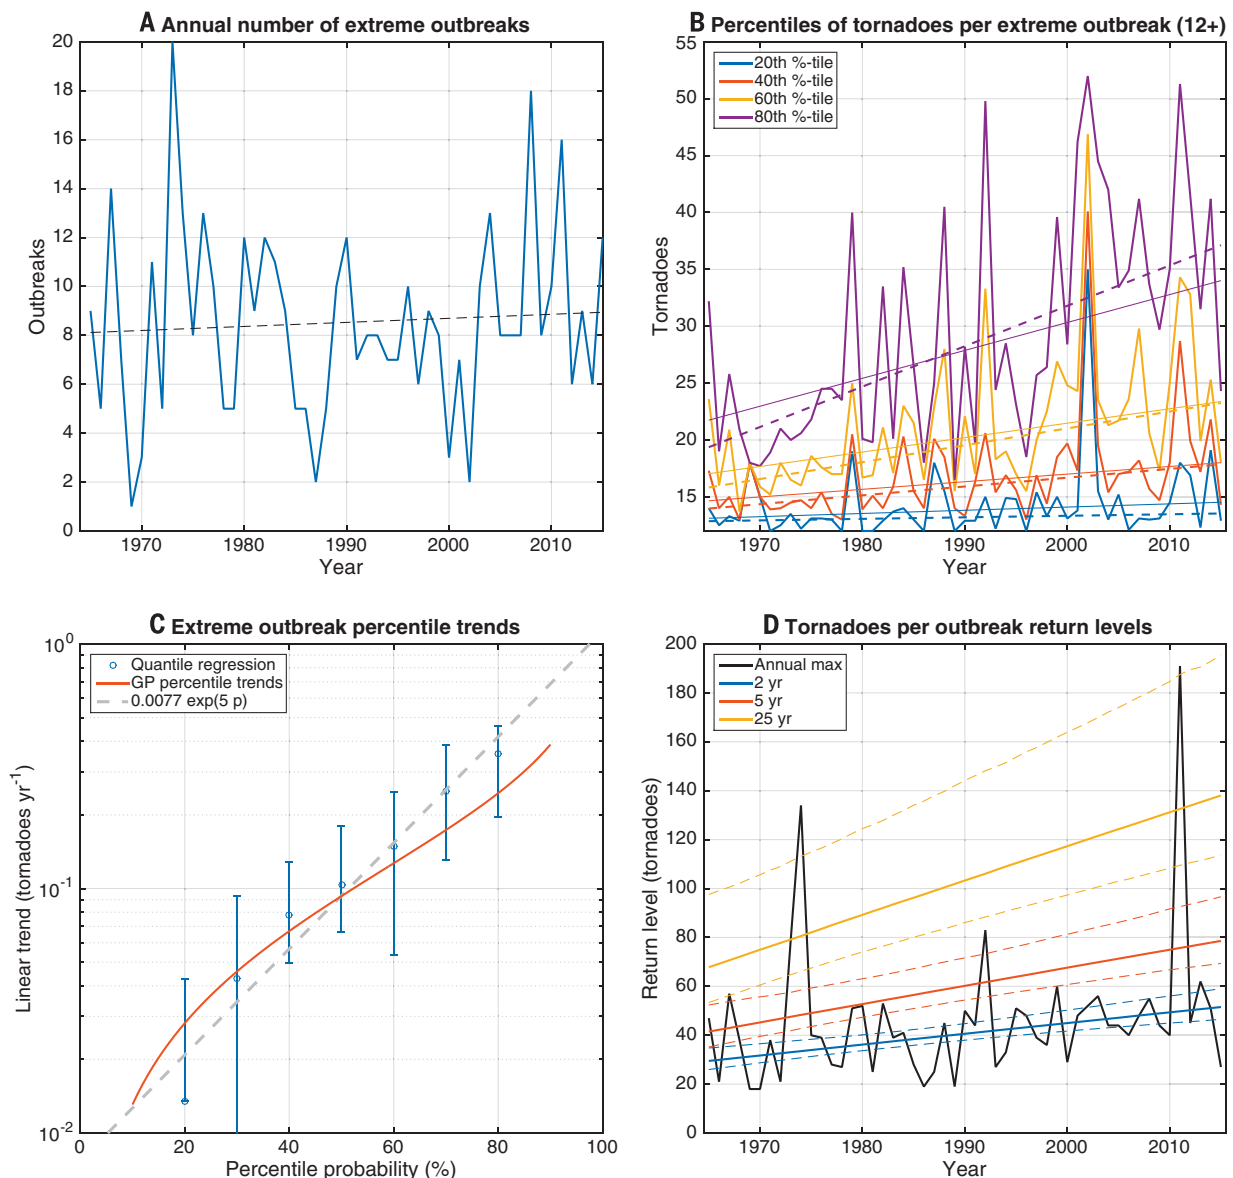 A Annual number of extreme outbreaks
20
18
16
14
12
10
8
6
4
2
0
Outbreaks
1970
1980
1990
2000
2010
Year
B Percentiles of tornadoes per extreme outbreak (12+)
55
50
45
40
35
30
25
20
15
Tornadoes
20th %-tile
40th %-tile
60th %-tile
80th %-tile
1970
1980
1990
2000
2010
Year
C Extreme outbreak percentile trends
10^0
10^-1
10^-2
Linear trend (tornadoes yr^-1)
Quantile regression
GP percentile trends
0.0077 exp(5 p)
0
20
40
60
80
100
Percentile probability (%)
D Tornadoes per outbreak return levels
200
180
160
140
120
100
80
60
40
20
0
Return level (tornadoes)
Annual max
2 yr
5 yr
25 yr
1970
1980
1990
2000
2010
Year